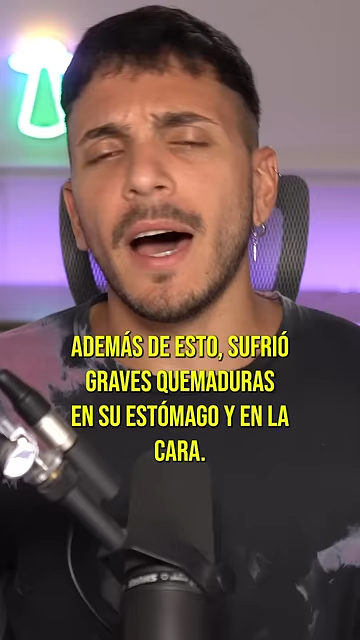 ADEMÁS DE ESTO, SUFRIÓ
GRAVES QUEMADURAS
EN SU ESTÓMAGO Y EN LA
CARA.